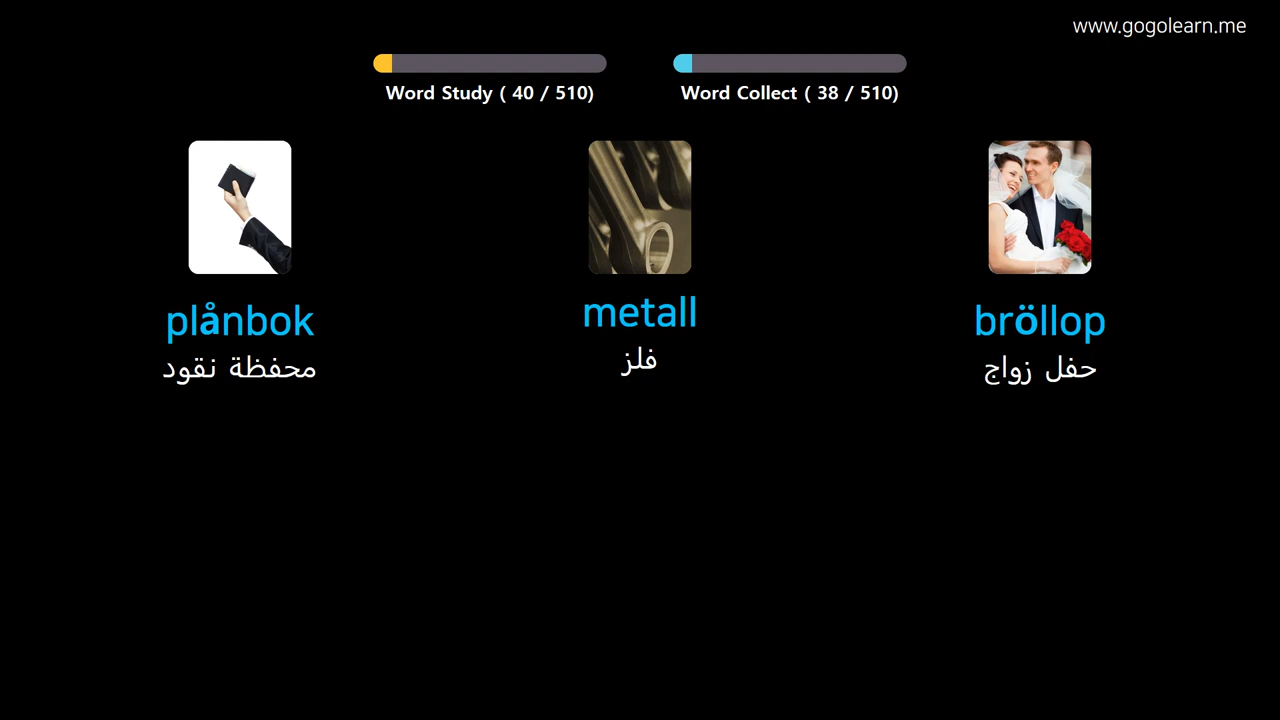 www.gogolearn.me
Word Study ( 40 / 510)
Word Collect ( 38 / 510)
plånbok
محفظة نقود
metall
فلز
bröllop
حفل زواج